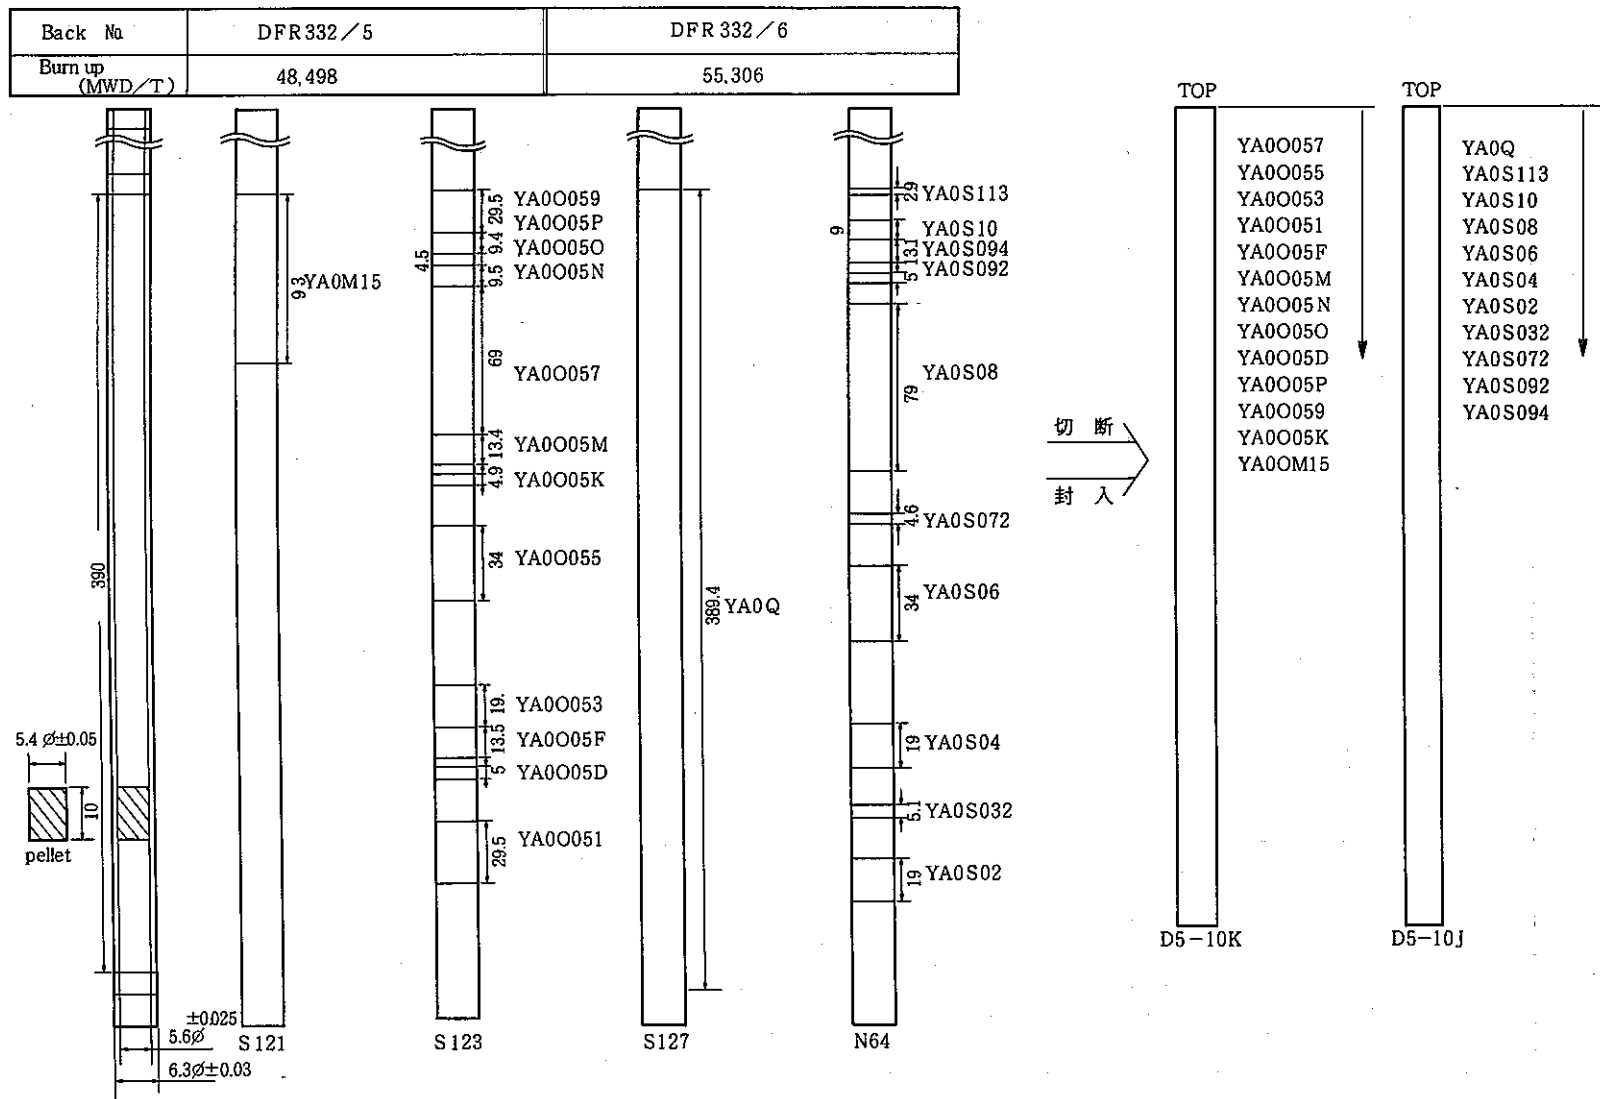 Back No. DFR332/5 DFR332/6
Burn up (MWD/T) 48,498 55,306
390
5.4 Ø±0.05
10
pellet
±0.025
5.6Ø
6.3Ø±0.03
93
YA0M15
S121
29.5
YA0O059
YA0O05P
9.4
YA0O05O
4.5
9.5
YA0O05N
69
YA0O057
13.4
YA0O05M
4.9
YA0O05K
34
YA0O055
19.
YA0O053
13.5
YA0O05F
5
YA0O05D
29.5
YA0O051
S123
389.4
YA0Q
S127
2.9
YA0S113
9
YA0S10
13.1
YA0S094
5
YA0S092
79
YA0S08
4.6
YA0S072
34
YA0S06
19
YA0S04
5.1
YA0S032
19
YA0S02
N64
切断
封入
TOP
YA0O057
YA0O055
YA0O053
YA0O051
YA0O05F
YA0O05M
YA0O05N
YA0O05O
YA0O05D
YA0O05P
YA0O059
YA0O05K
YA0OM15
D5-10K
TOP
YA0Q
YA0S113
YA0S10
YA0S08
YA0S06
YA0S04
YA0S02
YA0S032
YA0S072
YA0S092
YA0S094
D5-10J